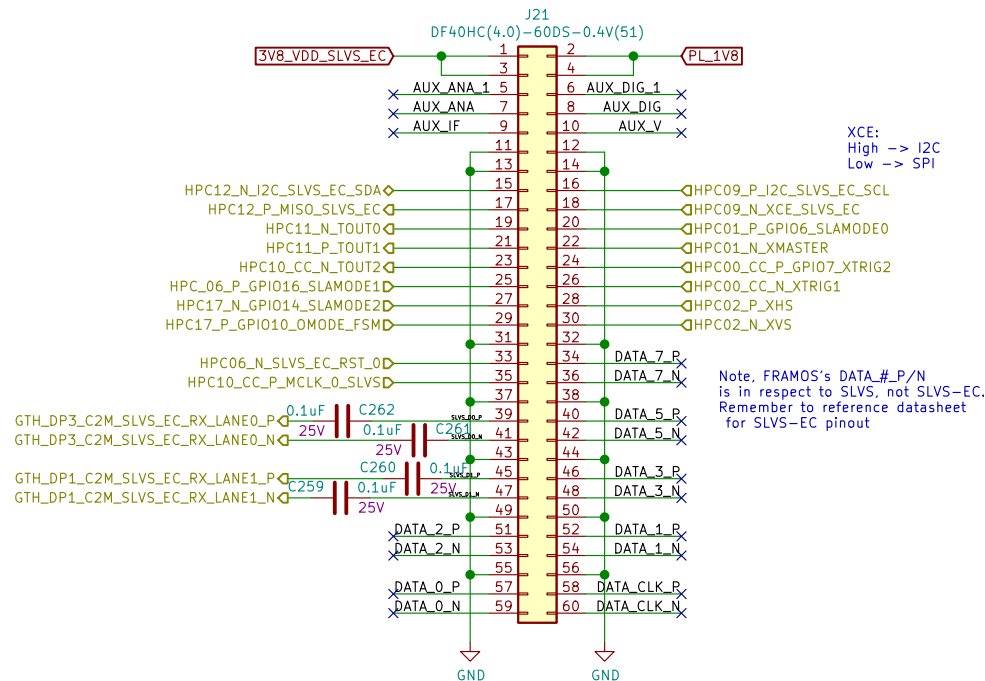 J21
DF40HC(4.0)-60DS-0.4V(51)
3V8_VDD_SLVS_EC 1 2 PL_1V8
3 4
AUX_ANA_1 5 6 AUX_DIG_1
AUX_ANA 7 8 AUX_DIG
AUX_IF 9 10 AUX_V
11 12
13 14
HPC12_N_I2C_SLVS_EC_SDA 15 16 HPC09_P_I2C_SLVS_EC_SCL
HPC12_P_MISO_SLVS_EC 17 18 HPC09_N_XCE_SLVS_EC
HPC11_N_TOUT0 19 20 HPC01_P_GPIO6_SLAMODE0
HPC11_P_TOUT1 21 22 HPC01_N_XMASTER
HPC10_CC_N_TOUT2 23 24 HPC00_CC_P_GPIO7_XTRIG2
HPC_06_P_GPIO16_SLAMODE1 25 26 HPC00_CC_N_XTRIG1
HPC17_N_GPIO14_SLAMODE2 27 28 HPC02_P_XHS
HPC17_P_GPIO10_OMODE_FSM 29 30 HPC02_N_XVS
31 32
HPC06_N_SLVS_EC_RST_0 33 34 DATA_7_P
HPC10_CC_P_MCLK_0_SLVS 35 36 DATA_7_N
37 38
GTH_DP3_C2M_SLVS_EC_RX_LANE0_P 0.1uF 25V C262 SLVS_D0_P 39 40 DATA_5_P
GTH_DP3_C2M_SLVS_EC_RX_LANE0_N 0.1uF 25V C261 SLVS_D0_N 41 42 DATA_5_N
43 44
GTH_DP1_C2M_SLVS_EC_RX_LANE1_P C260 0.1uF 25V SLVS_D1_P 45 46 DATA_3_P
GTH_DP1_C2M_SLVS_EC_RX_LANE1_N C259 0.1uF 25V SLVS_D1_N 47 48 DATA_3_N
49 50
DATA_2_P 51 52 DATA_1_P
DATA_2_N 53 54 DATA_1_N
55 56
DATA_0_P 57 58 DATA_CLK_P
DATA_0_N 59 60 DATA_CLK_N
GND GND
XCE:
High -> I2C
Low -> SPI
Note, FRAMOS's DATA_#_P/N
is in respect to SLVS, not SLVS-EC.
Remember to reference datasheet
for SLVS-EC pinout